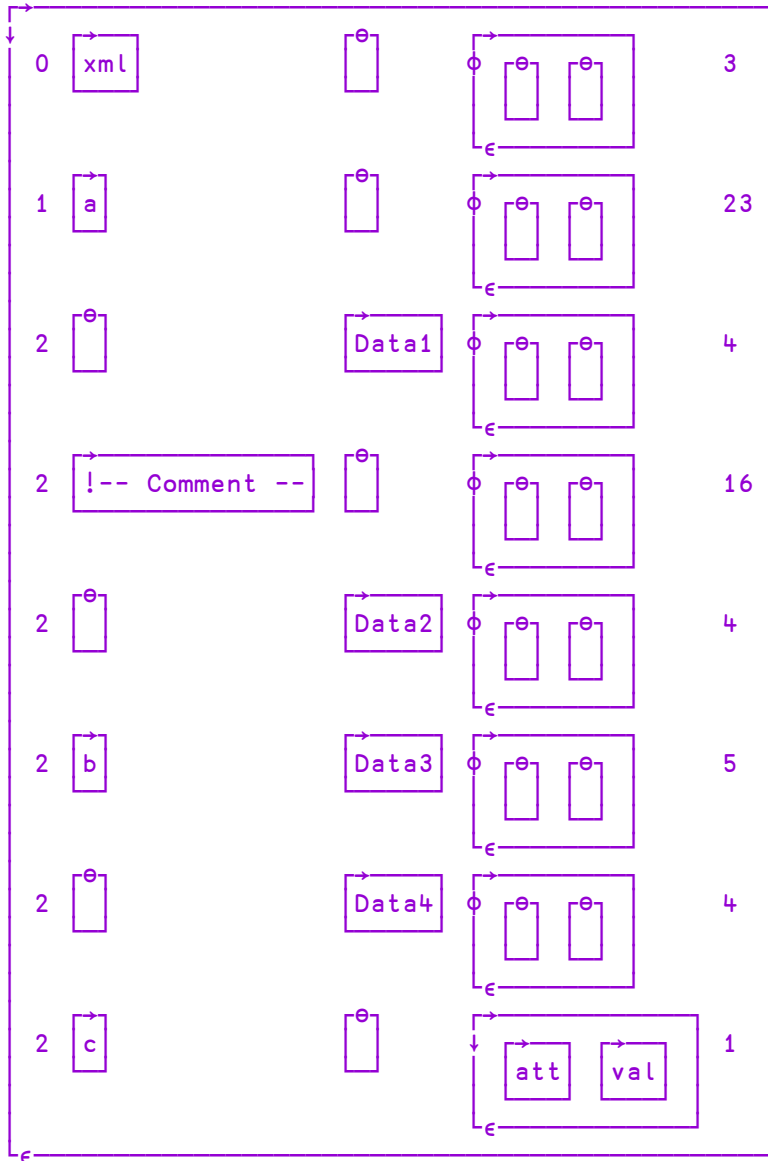 0 xml 3
1 a 23
2 Data1 4
2 !-- Comment -- 16
2 Data2 4
2 b Data3 5
2 Data4 4
2 c att val 1